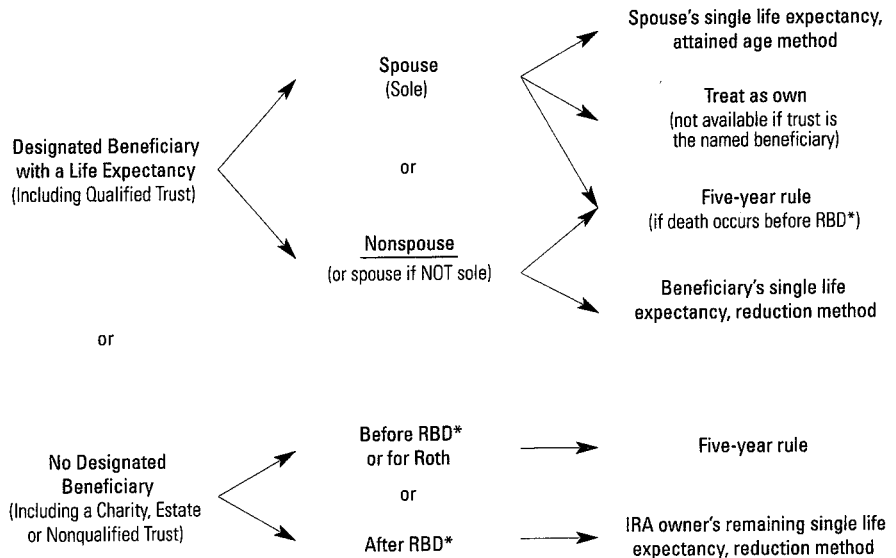 Spouse's single life expectancy,
attained age method
Spouse
(Sole)
Treat as own
(not available if trust is
the named beneficiary)
Designated Beneficiary
with a Life Expectancy
(Including Qualified Trust)
or
Five-year rule
(if death occurs before RBD*)
Nonspouse
(or spouse if NOT sole)
Beneficiary's single life
expectancy, reduction method
or
Before RBD*
or for Roth
Five-year rule
No Designated
Beneficiary
(Including a Charity, Estate
or Nonqualified Trust)
or
After RBD*
IRA owner's remaining single life
expectancy, reduction method